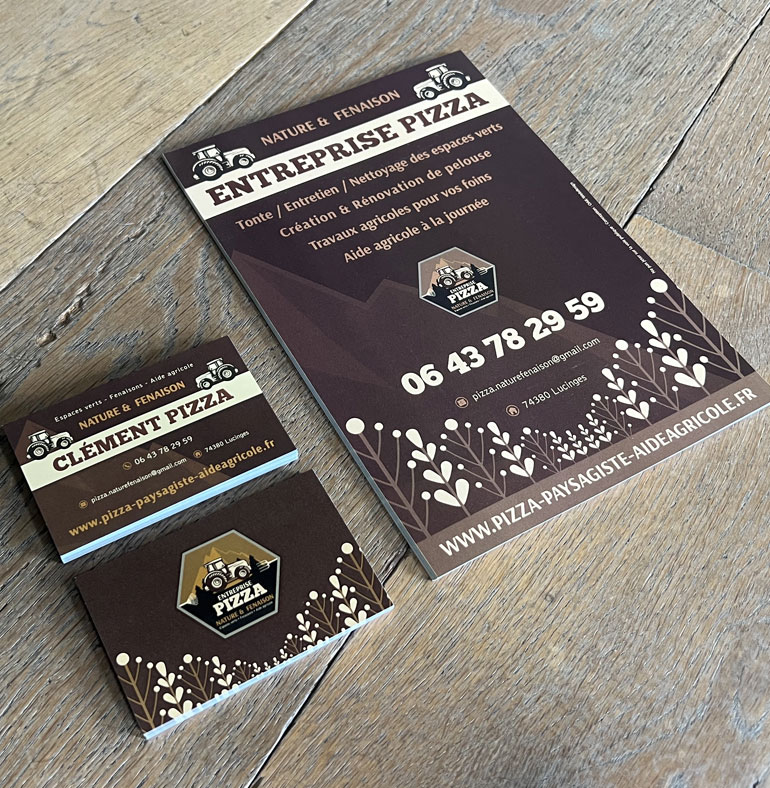 NATURE & FENAISON
ENTREPRISE PIZZA
Tonte / Entretien / Nettoyage des espaces verts
Création & Rénovation de pelouse
Travaux agricoles pour vos foins
Aide agricole à la journée
ENTREPRISE
PIZZA
NATURE & FENAISON
06 43 78 29 59
pizza.naturefenaison@gmail.com
74380 Lucinges
WWW.PIZZA-PAYSAGISTE-AIDEAGRICOLE.FR
Espaces verts - Fenaisons - Aide agricole
NATURE & FENAISON
CLÉMENT PIZZA
06 43 78 29 59
74380 Lucinges
pizza.naturefenaison@gmail.com
www.pizza-paysagiste-aideagricole.fr
ENTREPRISE
PIZZA
NATURE & FENAISON